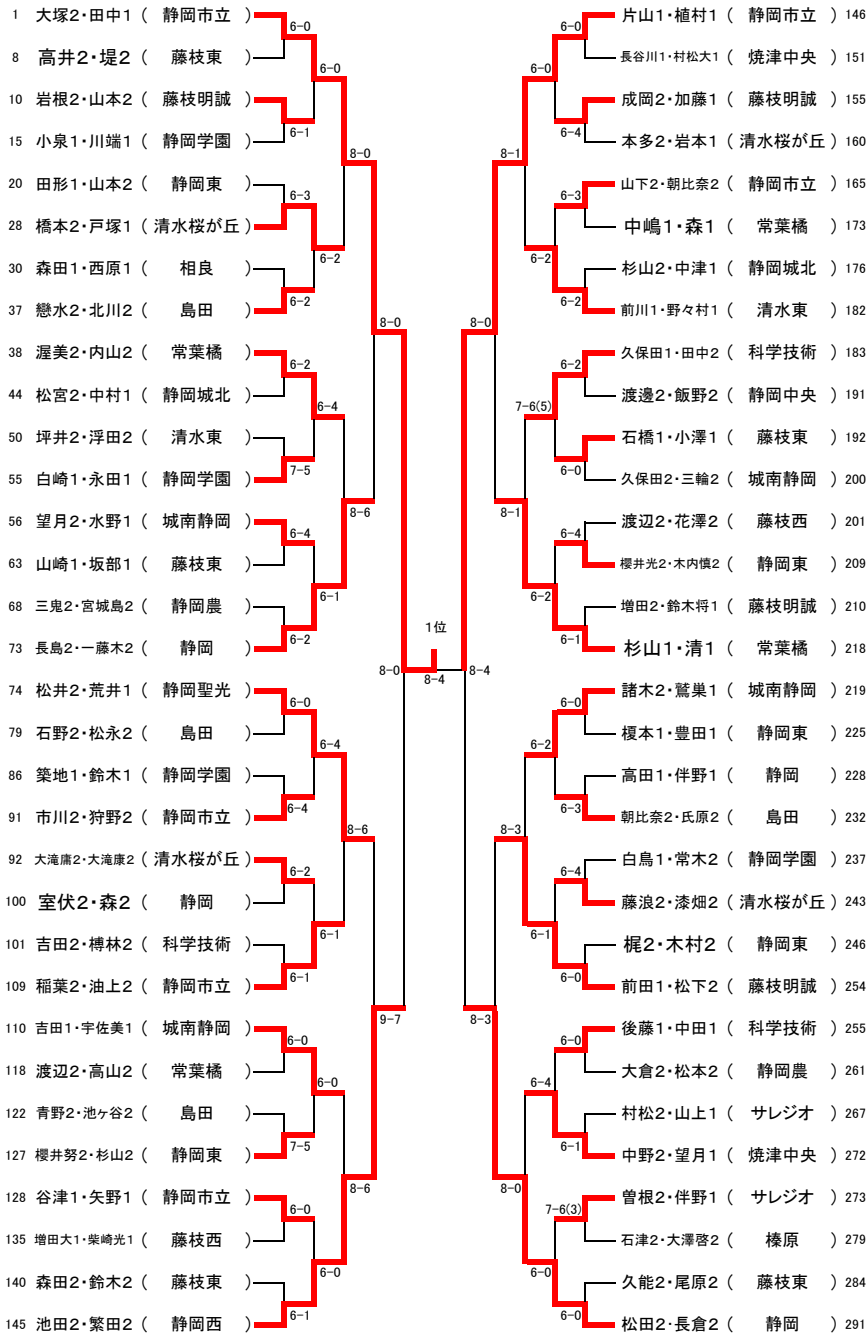 1 大塚2・田中1 ( 静岡市立 )
6-0
8 高井2・堤2 ( 藤枝東 )
6-0
10 岩根2・山本2 ( 藤枝明誠 )
6-1
15 小泉1・川端1 ( 静岡学園 )
8-0
20 田形1・山本2 ( 静岡東 )
6-3
28 橋本2・戸塚1 ( 清水桜が丘 )
6-2
30 森田1・西原1 ( 相良 )
6-2
37 戀水2・北川2 ( 島田 )
8-0
38 渥美2・内山2 ( 常葉橘 )
6-2
44 松宮2・中村1 ( 静岡城北 )
6-4
50 坪井2・浮田2 ( 清水東 )
7-5
55 白崎1・永田1 ( 静岡学園 )
8-6
56 望月2・水野1 ( 城南静岡 )
6-4
63 山崎1・坂部1 ( 藤枝東 )
6-1
68 三鬼2・宮城島2 ( 静岡農 )
6-2
73 長島2・一藤木2 ( 静岡 )
8-0
74 松井2・荒井1 ( 静岡聖光 )
6-0
79 石野2・松永2 ( 島田 )
6-4
86 築地1・鈴木1 ( 静岡学園 )
6-4
91 市川2・狩野2 ( 静岡市立 )
8-6
92 大滝庸2・大滝康2 ( 清水桜が丘 )
6-2
100 室伏2・森2 ( 静岡 )
6-1
101 吉田2・榑林2 ( 科学技術 )
6-1
109 稲葉2・油上2 ( 静岡市立 )
9-7
110 吉田1・宇佐美1 ( 城南静岡 )
6-0
118 渡辺2・高山2 ( 常葉橘 )
6-0
122 青野2・池ヶ谷2 ( 島田 )
7-5
127 櫻井努2・杉山2 ( 静岡東 )
8-6
128 谷津1・矢野1 ( 静岡市立 )
6-0
135 増田大1・柴崎光1 ( 藤枝西 )
6-0
140 森田2・鈴木2 ( 藤枝東 )
6-1
145 池田2・繁田2 ( 静岡西 )
1位
8-4
片山1・植村1 ( 静岡市立 ) 146
6-0
長谷川1・村松大1 ( 焼津中央 ) 151
6-0
成岡2・加藤1 ( 藤枝明誠 ) 155
6-4
本多2・岩本1 ( 清水桜が丘 ) 160
8-1
山下2・朝比奈2 ( 静岡市立 ) 165
6-3
中嶋1・森1 ( 常葉橘 ) 173
6-2
杉山2・中津1 ( 静岡城北 ) 176
6-2
前川1・野々村1 ( 清水東 ) 182
8-0
久保田1・田中2 ( 科学技術 ) 183
6-2
渡邊2・飯野2 ( 静岡中央 ) 191
7-6(5)
石橋1・小澤1 ( 藤枝東 ) 192
6-0
久保田2・三輪2 ( 城南静岡 ) 200
8-1
渡辺2・花澤2 ( 藤枝西 ) 201
6-4
櫻井光2・木内慎2 ( 静岡東 ) 209
6-2
増田2・鈴木将1 ( 藤枝明誠 ) 210
6-1
杉山1・清1 ( 常葉橘 ) 218
8-4
諸木2・鷲巣1 ( 城南静岡 ) 219
6-0
榎本1・豊田1 ( 静岡東 ) 225
6-2
高田1・伴野1 ( 静岡 ) 228
6-3
朝比奈2・氏原2 ( 島田 ) 232
8-3
白鳥1・常木2 ( 静岡学園 ) 237
6-4
藤浪2・漆畑2 ( 清水桜が丘 ) 243
6-1
梶2・木村2 ( 静岡東 ) 246
6-0
前田1・松下2 ( 藤枝明誠 ) 254
8-3
後藤1・中田1 ( 科学技術 ) 255
6-0
大倉2・松本2 ( 静岡農 ) 261
6-4
村松2・山上1 ( サレジオ ) 267
6-1
中野2・望月1 ( 焼津中央 ) 272
8-0
曽根2・伴野1 ( サレジオ ) 273
7-6(3)
石津2・大澤啓2 ( 榛原 ) 279
6-0
久能2・尾原2 ( 藤枝東 ) 284
6-0
松田2・長倉2 ( 静岡 ) 291